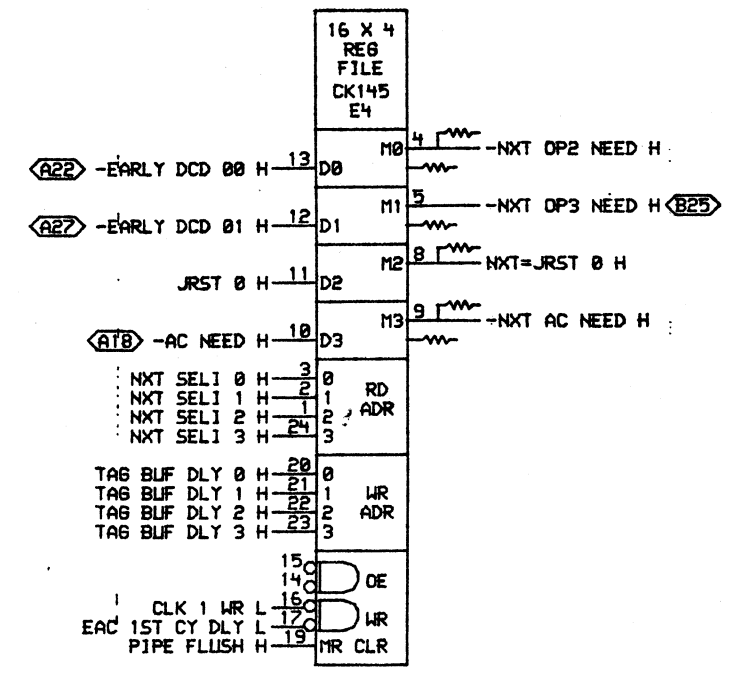 16 X 4
REG
FILE
CK145
E4
A22 -EARLY DCD 00 H 13 D0 M0 4 -NXT OP2 NEED H
A27 -EARLY DCD 01 H 12 D1 M1 5 -NXT OP3 NEED H B25
JRST 0 H 11 D2 M2 8 NXT=JRST 0 H
A18 -AC NEED H 10 D3 M3 9 -NXT AC NEED H
NXT SELI 0 H 3 0
NXT SELI 1 H 2 1 RD
NXT SELI 2 H 1 2 ADR
NXT SELI 3 H 24 3
TAG BUF DLY 0 H 20 0
TAG BUF DLY 1 H 21 1 WR
TAG BUF DLY 2 H 22 2 ADR
TAG BUF DLY 3 H 23 3
15
14 OE
CLK 1 WR L 16
EAC 1ST CY DLY L 17 WR
PIPE FLUSH H 19 MR CLR